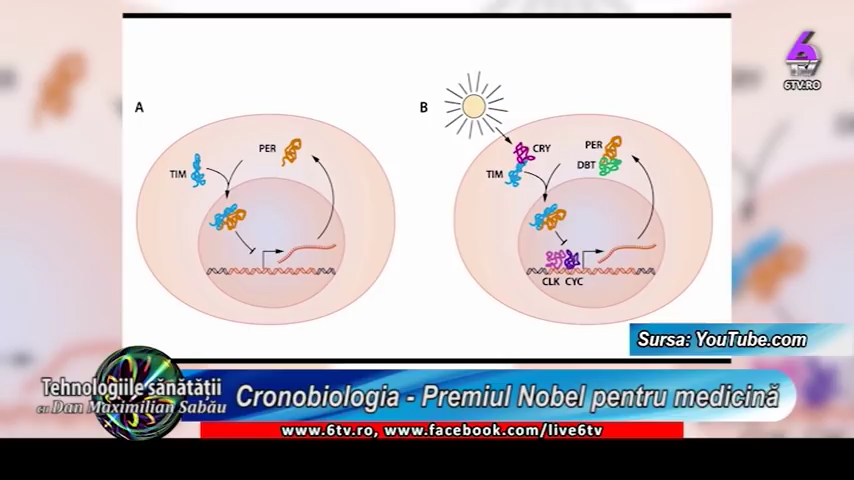 6
6TV.RO
A
B
CRY
PER
PER
DBT
TIM
TIM
CLK CYC
Sursa: YouTube.com
Tehnologiile sănătății
cu Dan Maximilian Sabău
Cronobiologia - Premiul Nobel pentru medicină
www.6tv.ro, www.facebook.com/live6tv